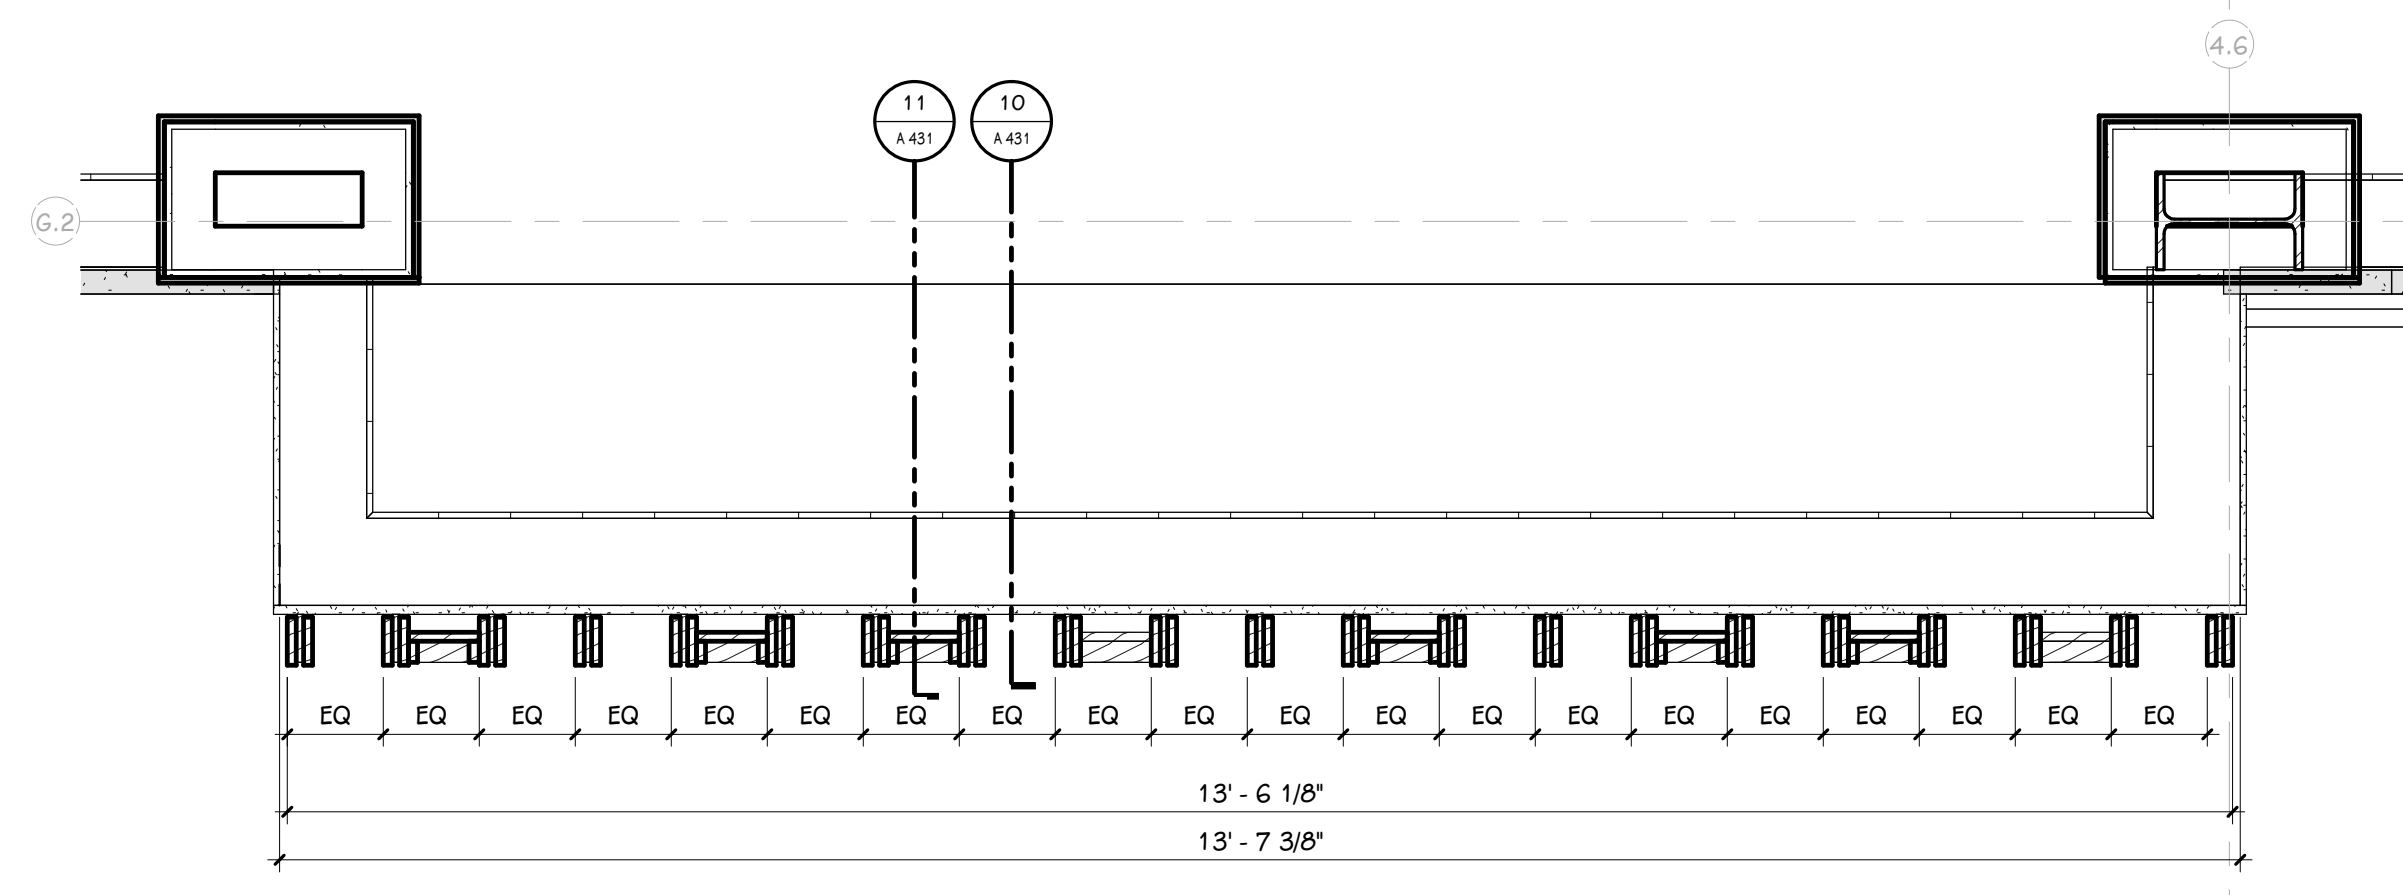 4.6
11
A 431
10
A 431
G.2
EQ EQ EQ EQ EQ EQ EQ EQ EQ EQ EQ EQ EQ EQ EQ EQ EQ EQ EQ EQ
13' - 6 1/8"
13' - 7 3/8"